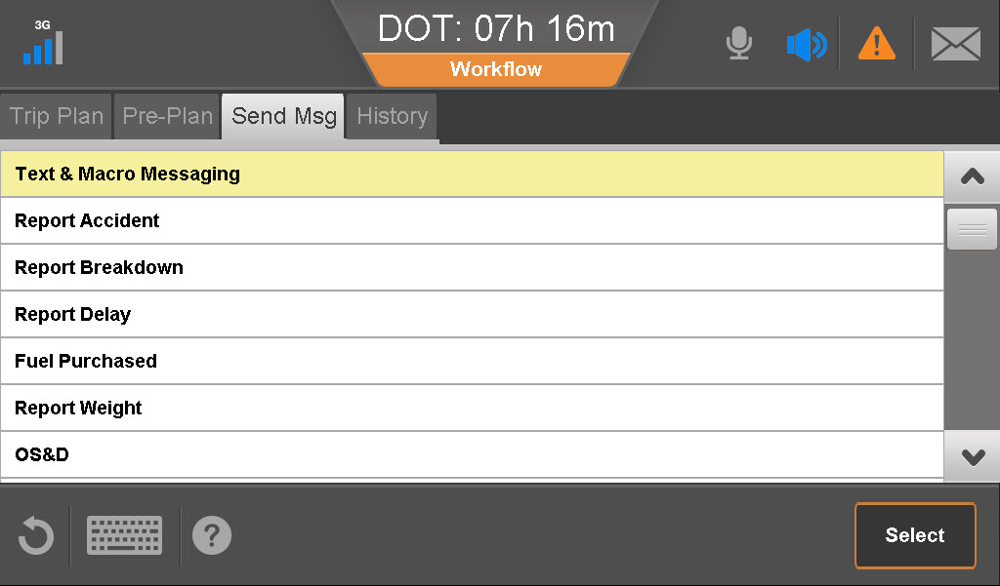 3G
DOT: 07h 16m
Workflow
Trip Plan Pre-Plan Send Msg History
Text & Macro Messaging
Report Accident
Report Breakdown
Report Delay
Fuel Purchased
Report Weight
OS&D
?
Select